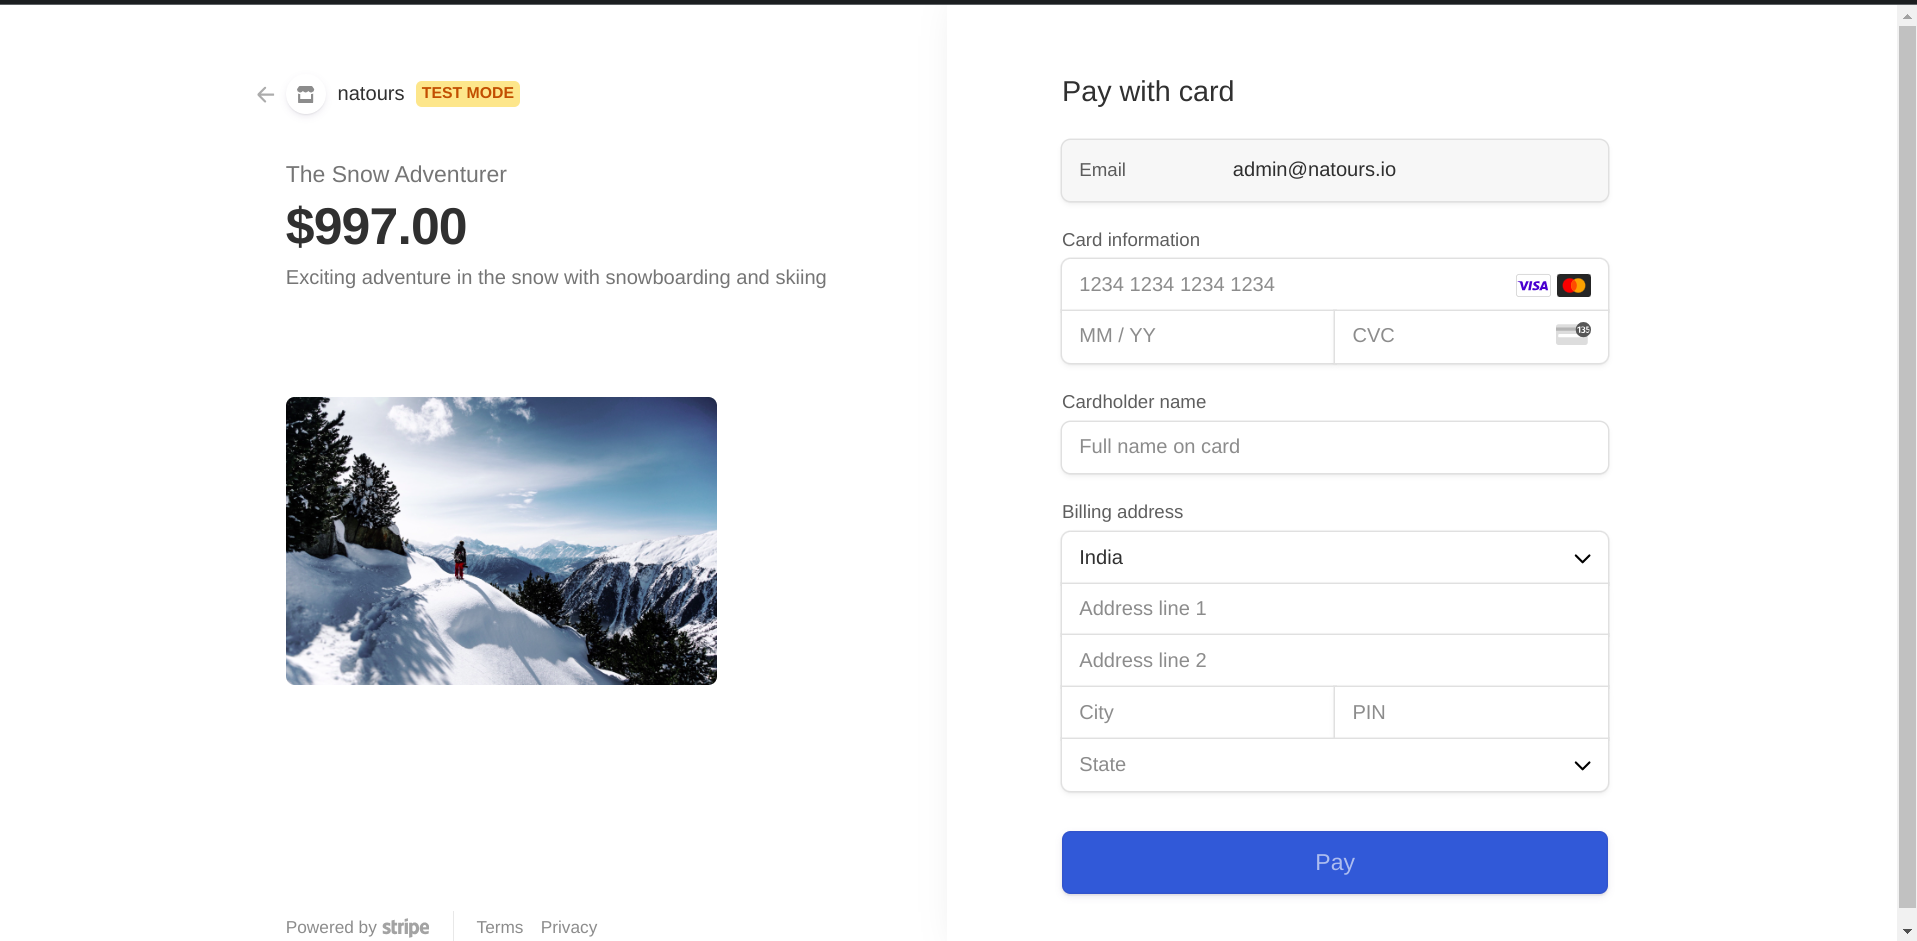 natours TEST MODE
The Snow Adventurer
$997.00
Exciting adventure in the snow with snowboarding and skiing
Powered by stripe
Terms Privacy
Pay with card
Email admin@natours.io
Card information
1234 1234 1234 1234 VISA
MM / YY CVC 135
Cardholder name
Full name on card
Billing address
India
Address line 1
Address line 2
City PIN
State
Pay